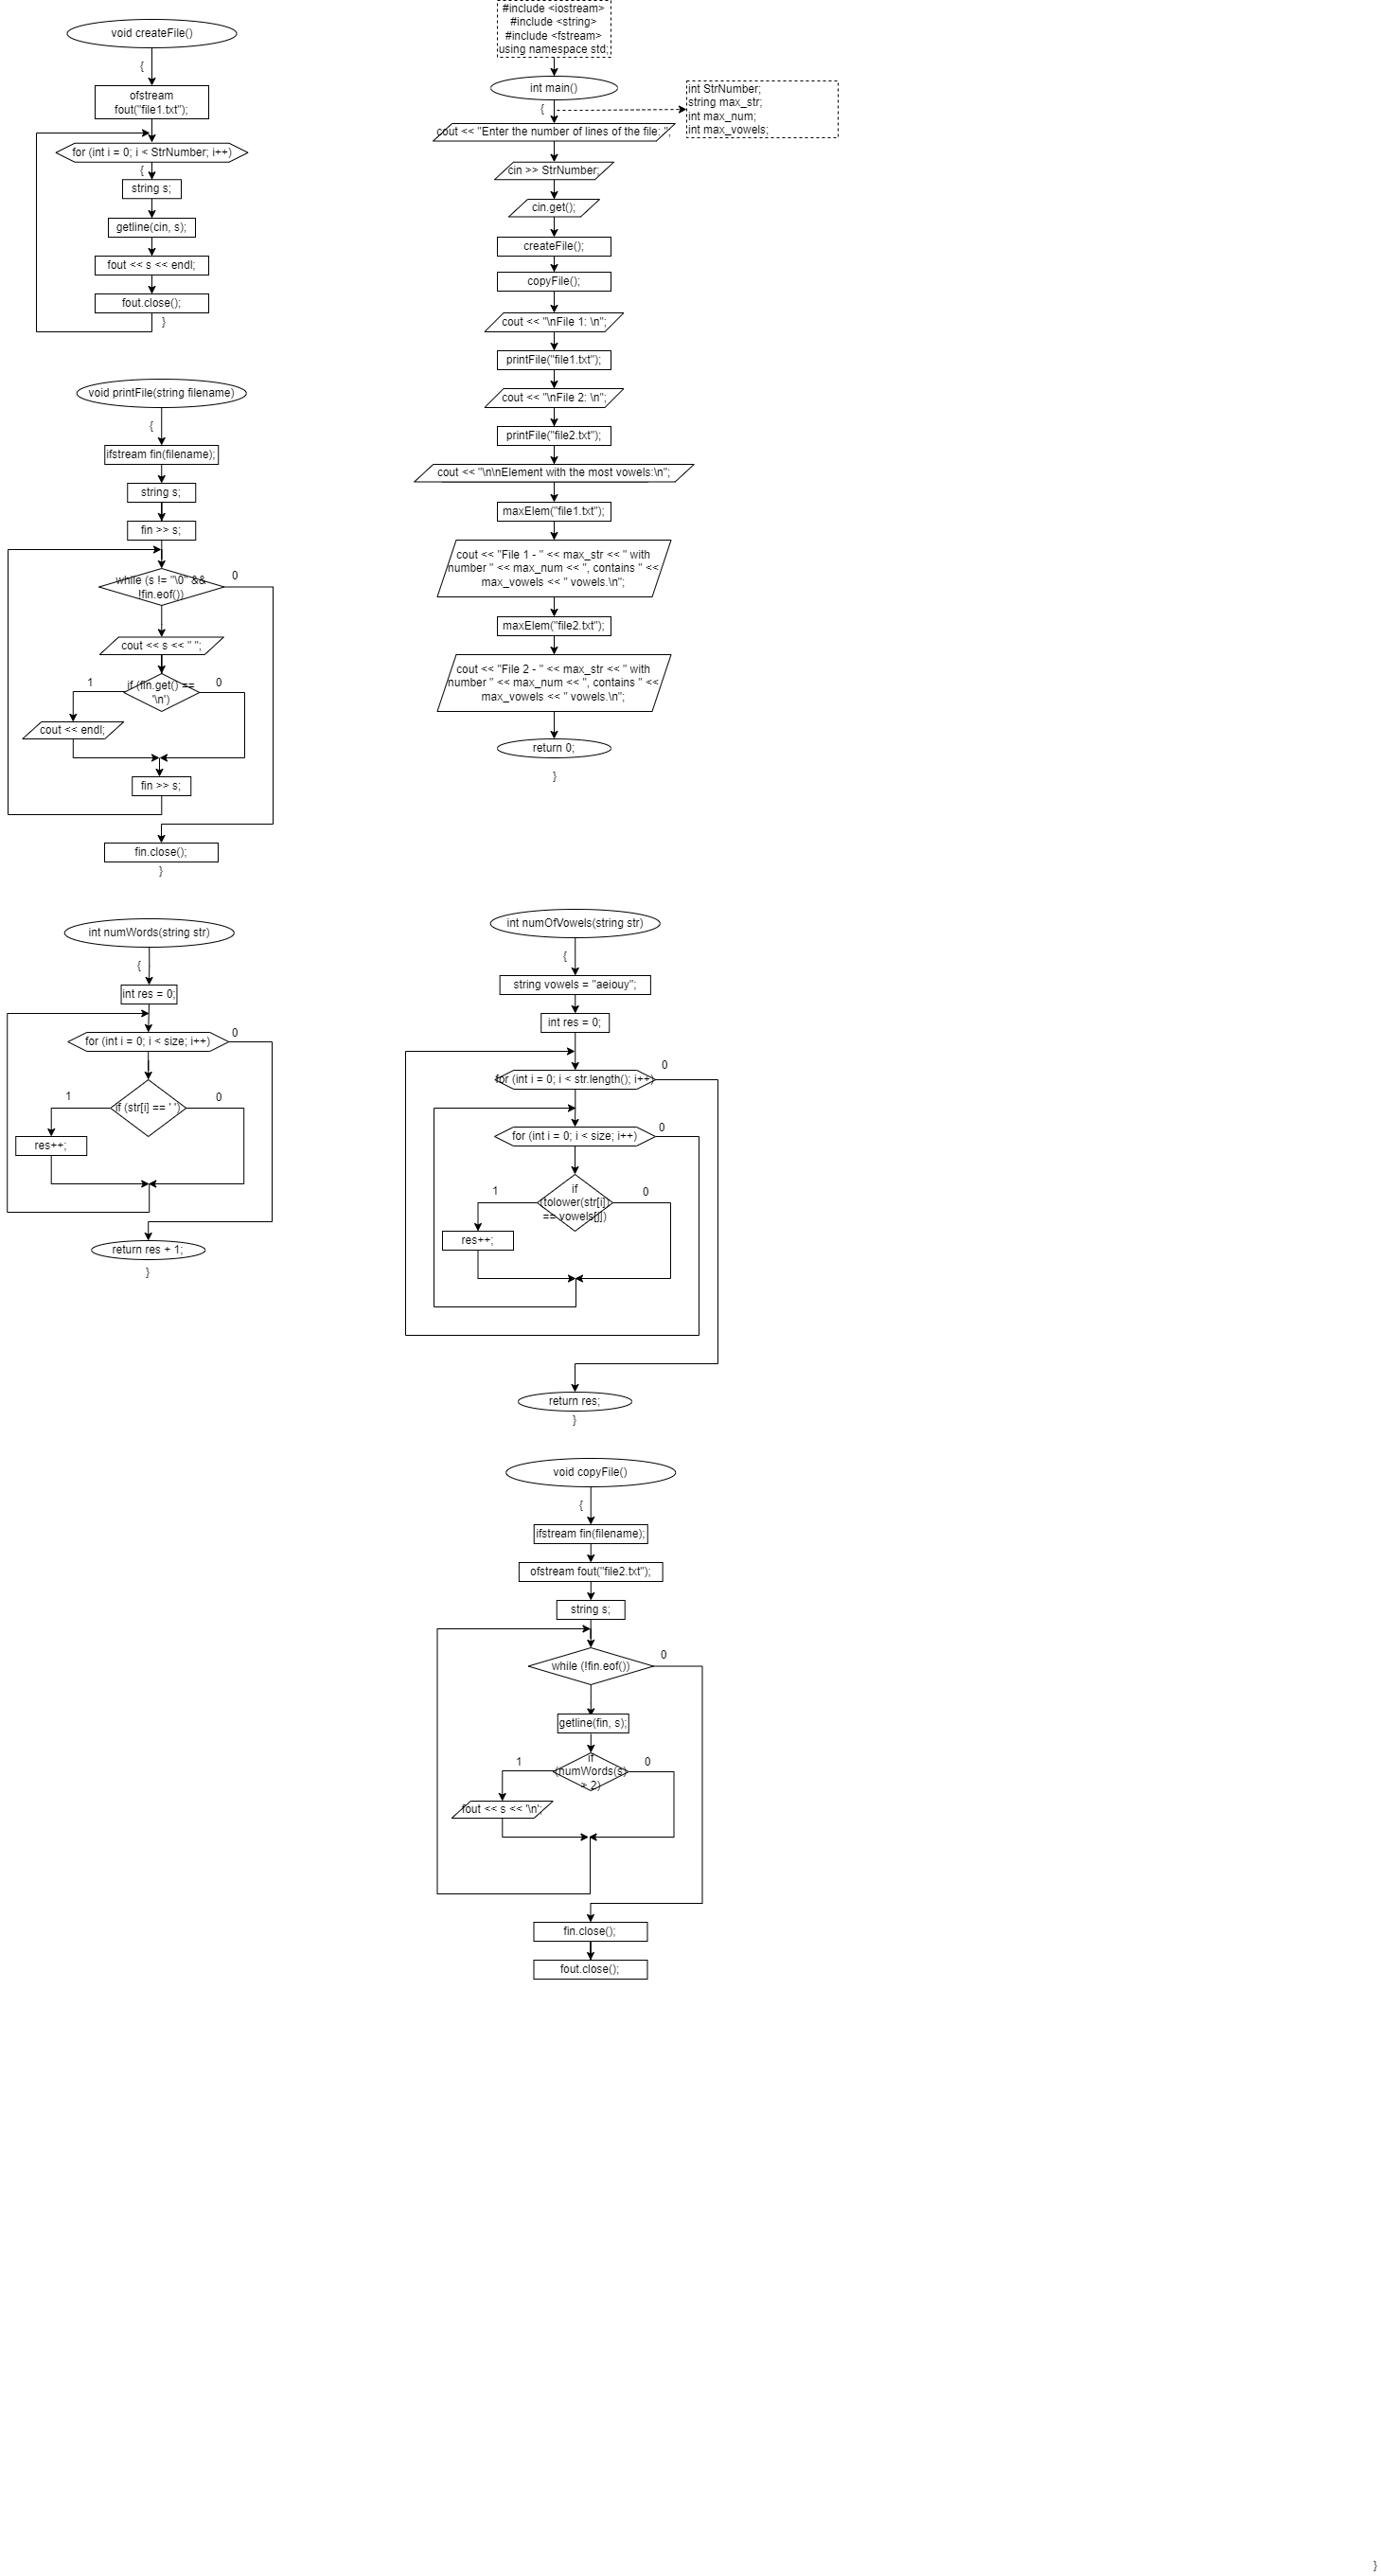 void createFile()
{
ofstream
fout("file1.txt");
for (int i = 0; i < StrNumber; i++)
{
string s;
getline(cin, s);
fout << s << endl;
fout.close();
}
void printFile(string filename)
{
ifstream fin(filename);
string s;
fin >> s;
while (s != "\0" &&
!fin.eof())
0
cout << s << " ";
if (fin.get() ==
'\n')
1
0
cout << endl;
fin >> s;
fin.close();
}
int numWords(string str)
{
int res = 0;
for (int i = 0; i < size; i++)
0
if (str[i] == ' ')
1
0
res++;
return res + 1;
}
#include <iostream>
#include <string>
#include <fstream>
using namespace std;
int main()
{
int StrNumber;
string max_str;
int max_num;
int max_vowels;
cout << "Enter the number of lines of the file: ";
cin >> StrNumber;
cin.get();
createFile();
copyFile();
cout << "\nFile 1: \n";
printFile("file1.txt");
cout << "\nFile 2: \n";
printFile("file2.txt");
cout << "\n\nElement with the most vowels:\n";
maxElem("file1.txt");
cout << "File 1 - " << max_str << " with
number " << max_num << ", contains " <<
max_vowels << " vowels.\n";
maxElem("file2.txt");
cout << "File 2 - " << max_str << " with
number " << max_num << ", contains " <<
max_vowels << " vowels.\n";
return 0;
}
int numOfVowels(string str)
{
string vowels = "aeiouy";
int res = 0;
for (int i = 0; i < str.length(); i++)
0
for (int i = 0; i < size; i++)
0
if
(tolower(str[i])
== vowels[j])
1
0
res++;
return res;
}
void copyFile()
{
ifstream fin(filename);
ofstream fout("file2.txt");
string s;
while (!fin.eof())
0
getline(fin, s);
if
(numWords(s)
> 2)
1
0
fout << s << '\n';
fin.close();
fout.close();
}